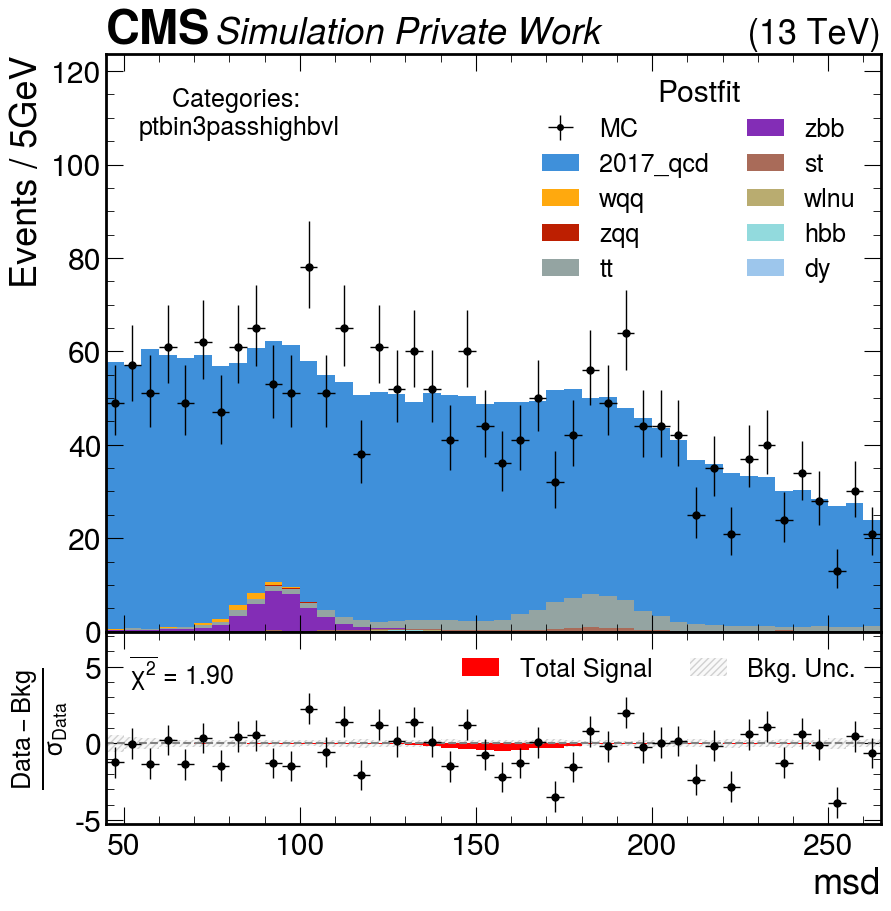 CMS Simulation Private Work (13 TeV)
Events / 5GeV
120
100
80
60
40
20
0
Categories:
ptbin3passhighbvl
Postfit
MC
2017_qcd
wqq
zqq
tt
zbb
st
wlnu
hbb
dy
Data − Bkg
σData
5
0
-5
χ² = 1.90
Total Signal
Bkg. Unc.
50 100 150 200 250
msd